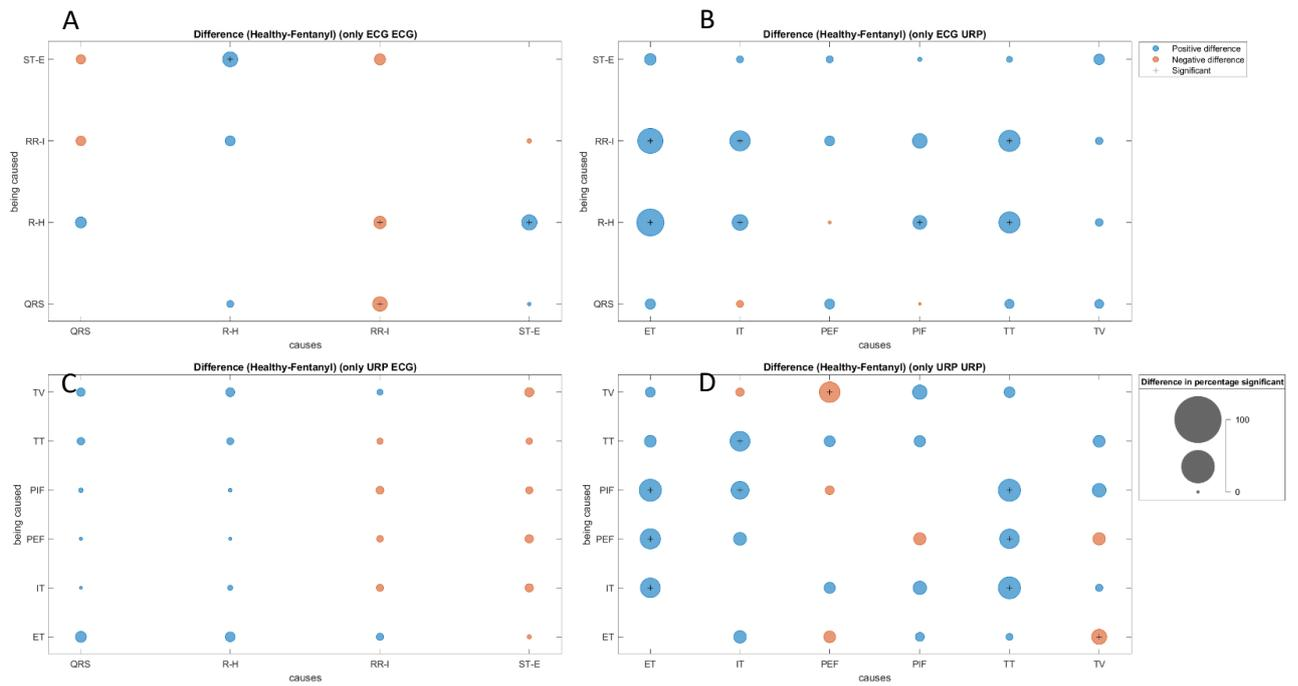 A
Difference (Healthy-Fentanyl) (only ECG ECG)
ST-E
RR-I
R-H
QRS
being caused
QRS R-H RR-I ST-E
causes
B
Difference (Healthy-Fentanyl) (only ECG URP)
ST-E
RR-I
R-H
QRS
being caused
ET IT PEF PIF TT TV
causes
Positive difference
Negative difference
Significant
C
Difference (Healthy-Fentanyl) (only URP ECG)
TV
TT
PIF
PEF
IT
ET
being caused
QRS R-H RR-I ST-E
causes
D
Difference (Healthy-Fentanyl) (only URP URP)
TV
TT
PIF
PEF
IT
ET
being caused
ET IT PEF PIF TT TV
causes
Difference in percentage significant
100
0